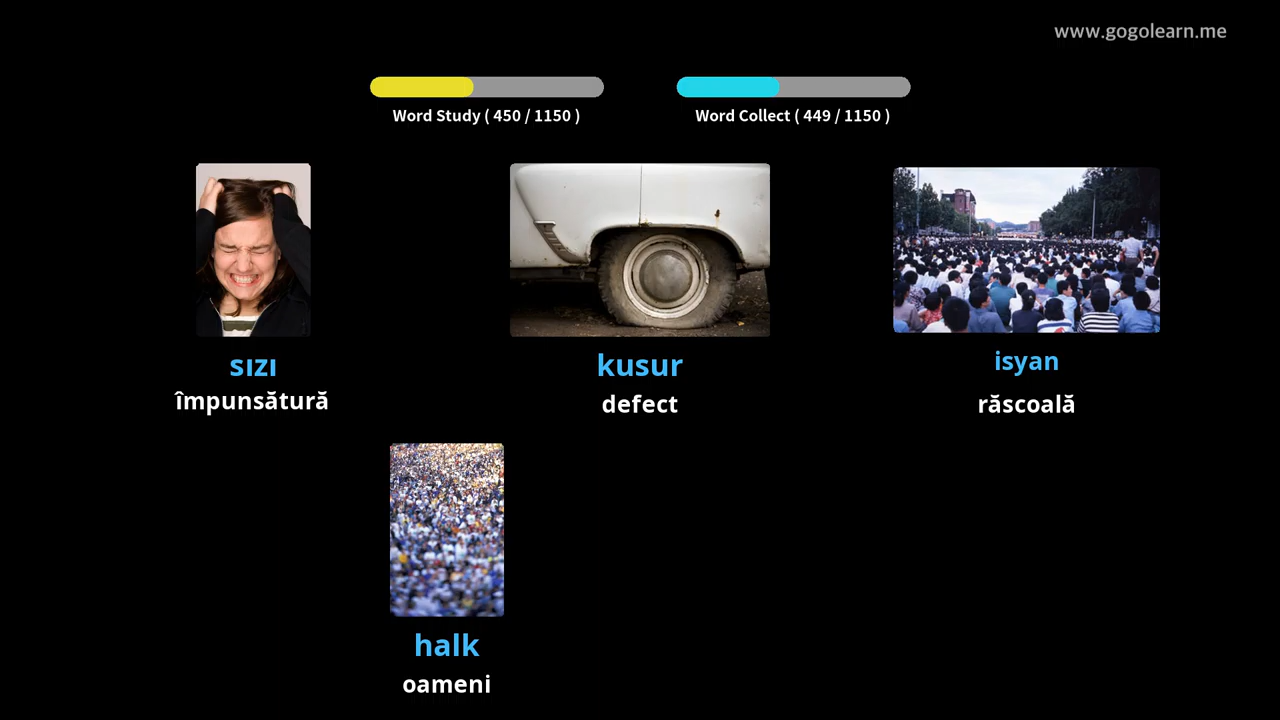 www.gogolearn.me
Word Study ( 450 / 1150 )
Word Collect ( 449 / 1150 )
sızı
împunsătură
kusur
defect
isyan
răscoală
halk
oameni